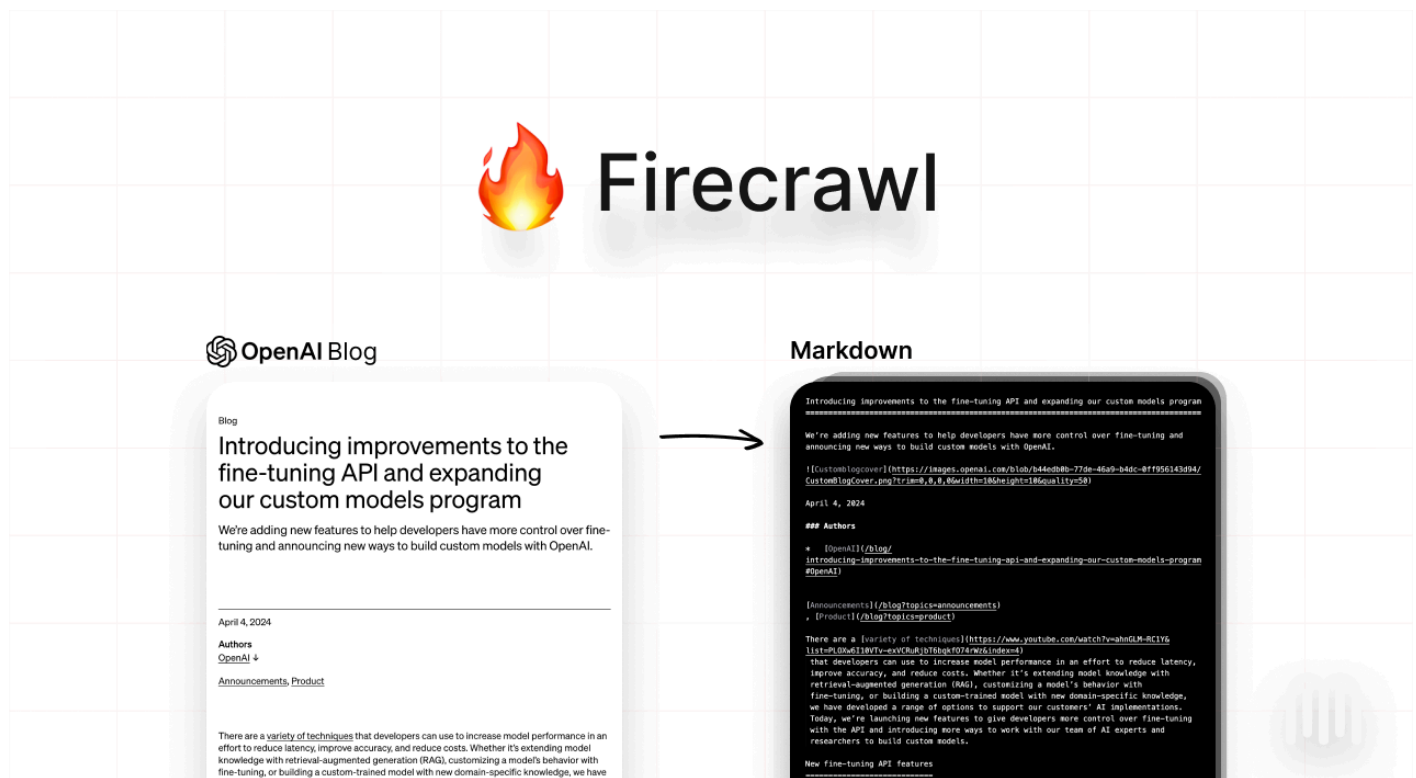 Firecrawl
OpenAI Blog
Blog
Introducing improvements to the
fine-tuning API and expanding
our custom models program
We're adding new features to help developers have more control over fine-
tuning and announcing new ways to build custom models with OpenAI.
April 4, 2024
Authors
OpenAI ↓
Announcements, Product
There are a variety of techniques that developers can use to increase model performance in an
effort to reduce latency, improve accuracy, and reduce costs. Whether it's extending model
knowledge with retrieval-augmented generation (RAG), customizing a model's behavior with
fine-tuning, or building a custom-trained model with new domain-specific knowledge, we have
Markdown
Introducing improvements to the fine-tuning API and expanding our custom models program
===============================================================================
We're adding new features to help developers have more control over fine-tuning and
announcing new ways to build custom models with OpenAI.
![Customblogcover](https://images.openai.com/blob/b44edb0b-77de-46a9-b4dc-0ff956143d94/
CustomBlogCover.png?trim=0,0,0,0&width=10&height=10&quality=50)
April 4, 2024
### Authors
* [OpenAI](/blog/
introducing-improvements-to-the-fine-tuning-api-and-expanding-our-custom-models-program
#OpenAI)
[Announcements](/blog?topics=announcements)
, [Product](/blog?topics=product)
There are a [variety of techniques](https://www.youtube.com/watch?v=ahnGLM-RC1Y&
list=PLOXw6I10VTv-exVCRuRjbT6bqkfO74rWz&index=4)
that developers can use to increase model performance in an effort to reduce latency,
improve accuracy, and reduce costs. Whether it's extending model knowledge with
retrieval-augmented generation (RAG), customizing a model's behavior with
fine-tuning, or building a custom-trained model with new domain-specific knowledge,
we have developed a range of options to support our customers' AI implementations.
Today, we're launching new features to give developers more control over fine-tuning
with the API and introducing more ways to work with our team of AI experts and
researchers to build custom models.
New fine-tuning API features
============================